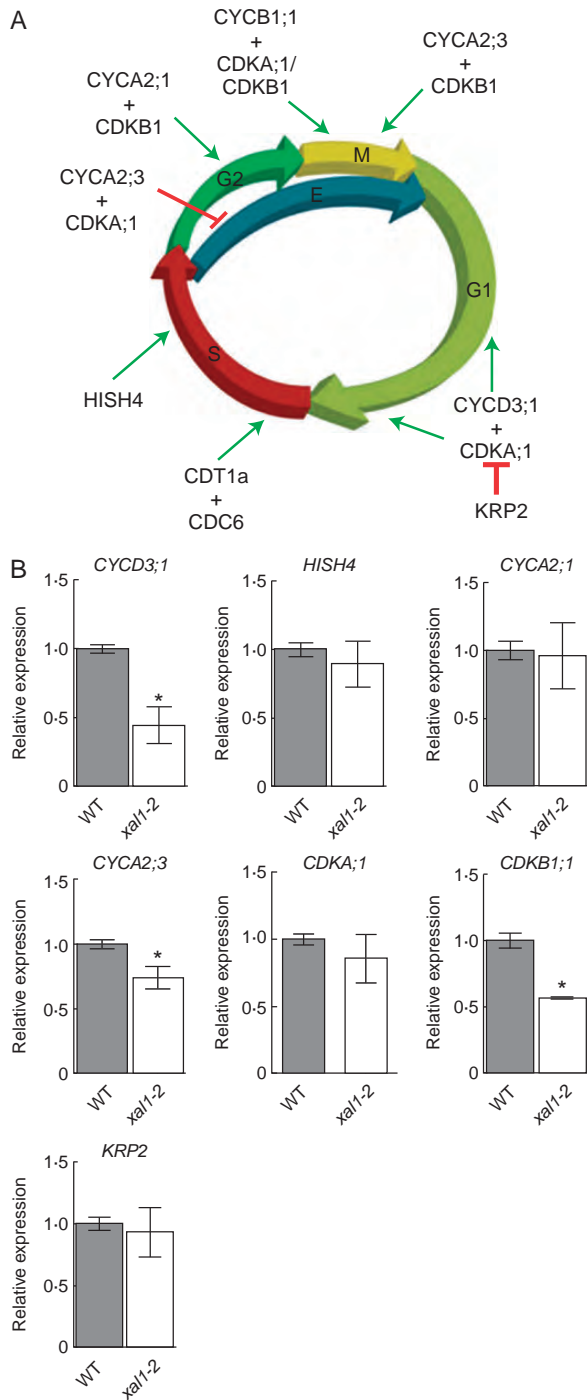 A
CYCB1;1
+
CDKA;1/
CDKB1
CYCA2;3
+
CDKB1
CYCA2;1
+
CDKB1
CYCA2;3
+
CDKA;1
G2
M
E
G1
S
HISH4
CDT1a
+
CDC6
CYCD3;1
+
CDKA;1
KRP2
B
CYCD3;1
Relative expression
1·5
1·0
0·5
0
*
WT
xal1-2
HISH4
Relative expression
1·5
1·0
0·5
0
WT
xal1-2
CYCA2;1
Relative expression
1·5
1·0
0·5
0
WT
xal1-2
CYCA2;3
Relative expression
1·5
1·0
0·5
0
*
WT
xal1-2
CDKA;1
Relative expression
1·5
1·0
0·5
0
WT
xal1-2
CDKB1;1
Relative expression
1·5
1·0
0·5
0
*
WT
xal1-2
KRP2
Relative expression
1·5
1·0
0·5
0
WT
xal1-2